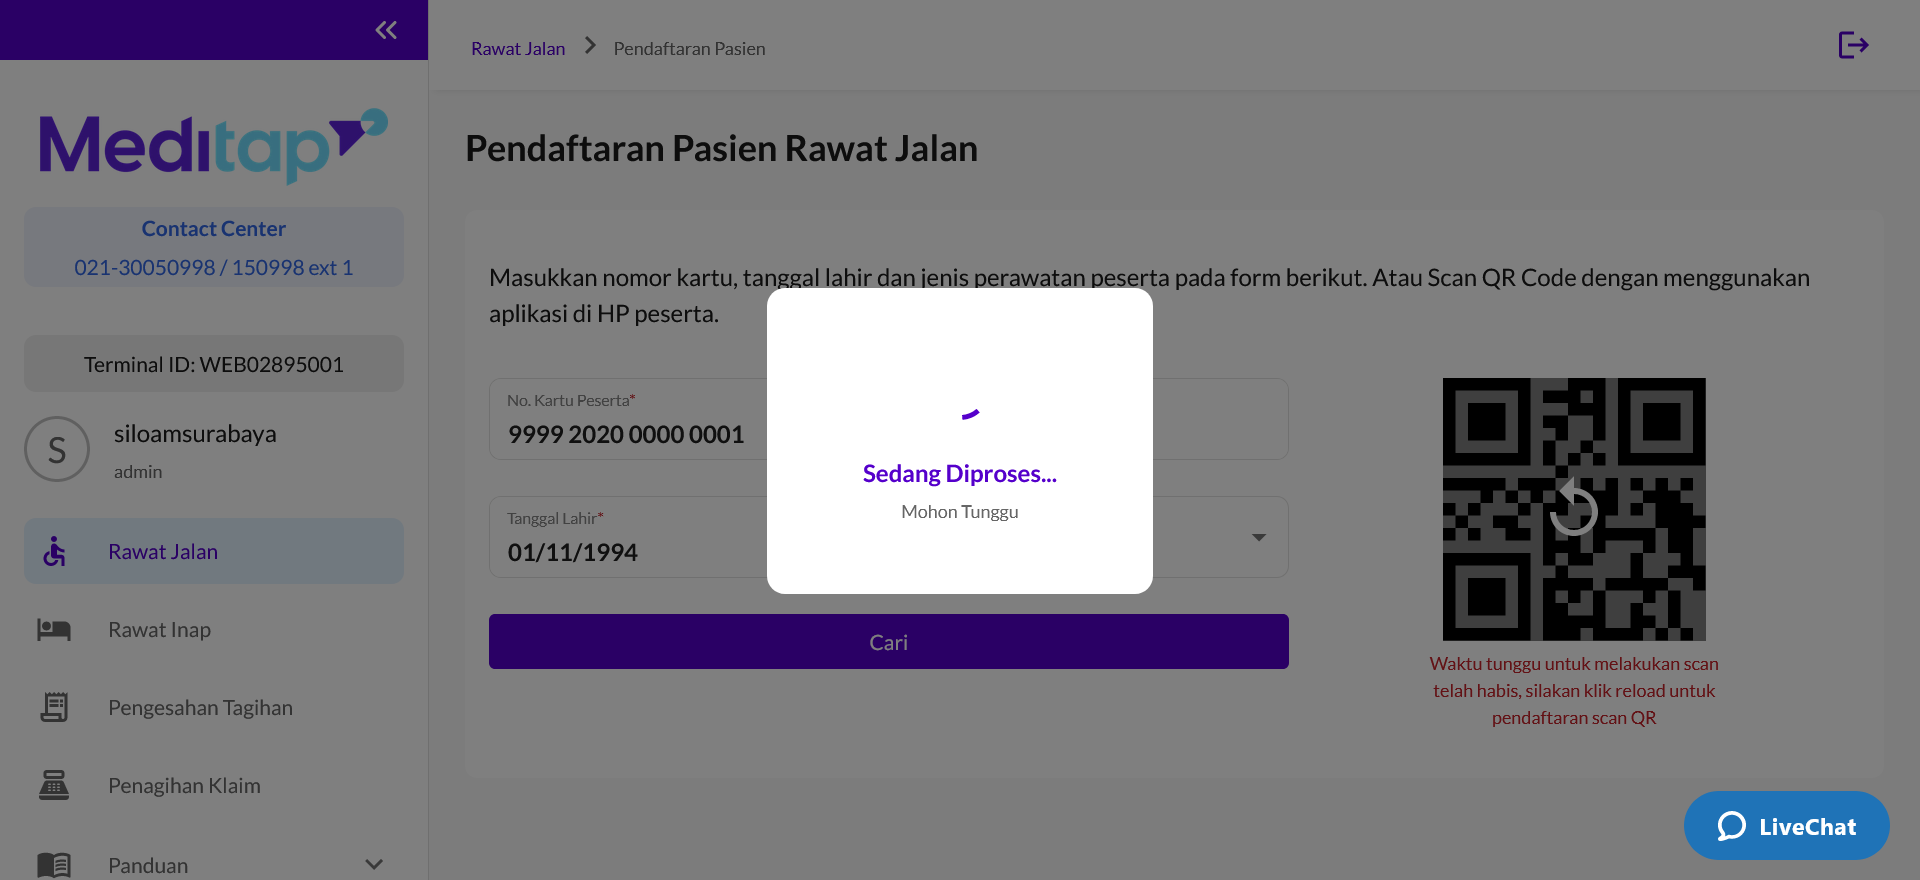 Rawat Jalan
Pendaftaran Pasien
Meditap
Contact Center
021-30050998 / 150998 ext 1
Terminal ID: WEB02895001
S
siloamsurabaya
admin
Rawat Jalan
Rawat Inap
Pengesahan Tagihan
Penagihan Klaim
Panduan
Pendaftaran Pasien Rawat Jalan
Masukkan nomor kartu, tanggal lahir dan jenis perawatan peserta pada form berikut. Atau Scan QR Code dengan menggunakan
aplikasi di HP peserta.
No. Kartu Peserta*
9999 2020 0000 0001
Tanggal Lahir*
01/11/1994
Cari
Sedang Diproses...
Mohon Tunggu
Waktu tunggu untuk melakukan scan
telah habis, silakan klik reload untuk
pendaftaran scan QR
LiveChat